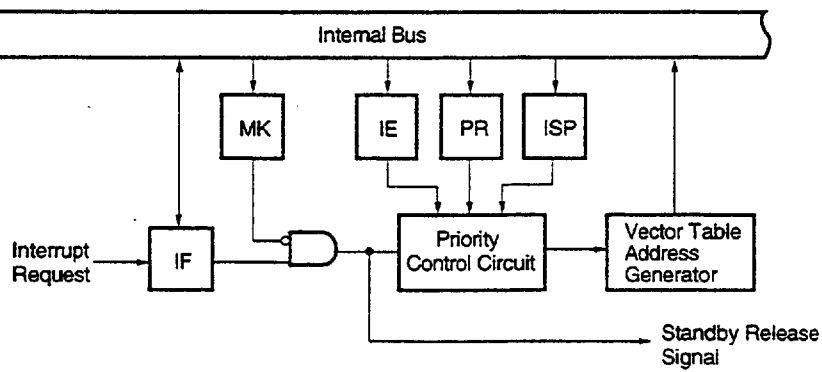 Internal Bus
MK
IE
PR
ISP
Interrupt
Request
IF
Priority
Control Circuit
Vector Table
Address
Generator
Standby Release
Signal